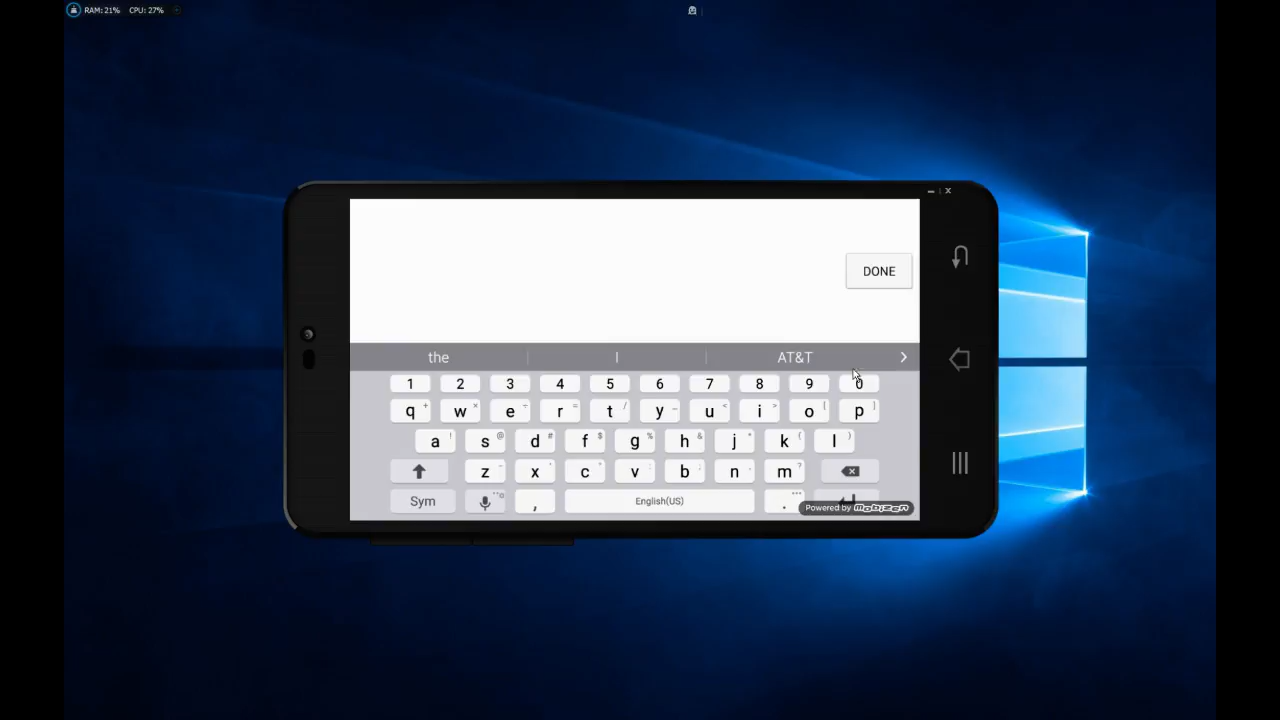 RAM: 21% CPU: 27%
DONE
the I AT&T
1 2 3 4 5 6 7 8 9 0
q w e r t y u i o p
a s d f g h j k l
z x c v b n m
Sym , English(US) .
Powered by mobizen